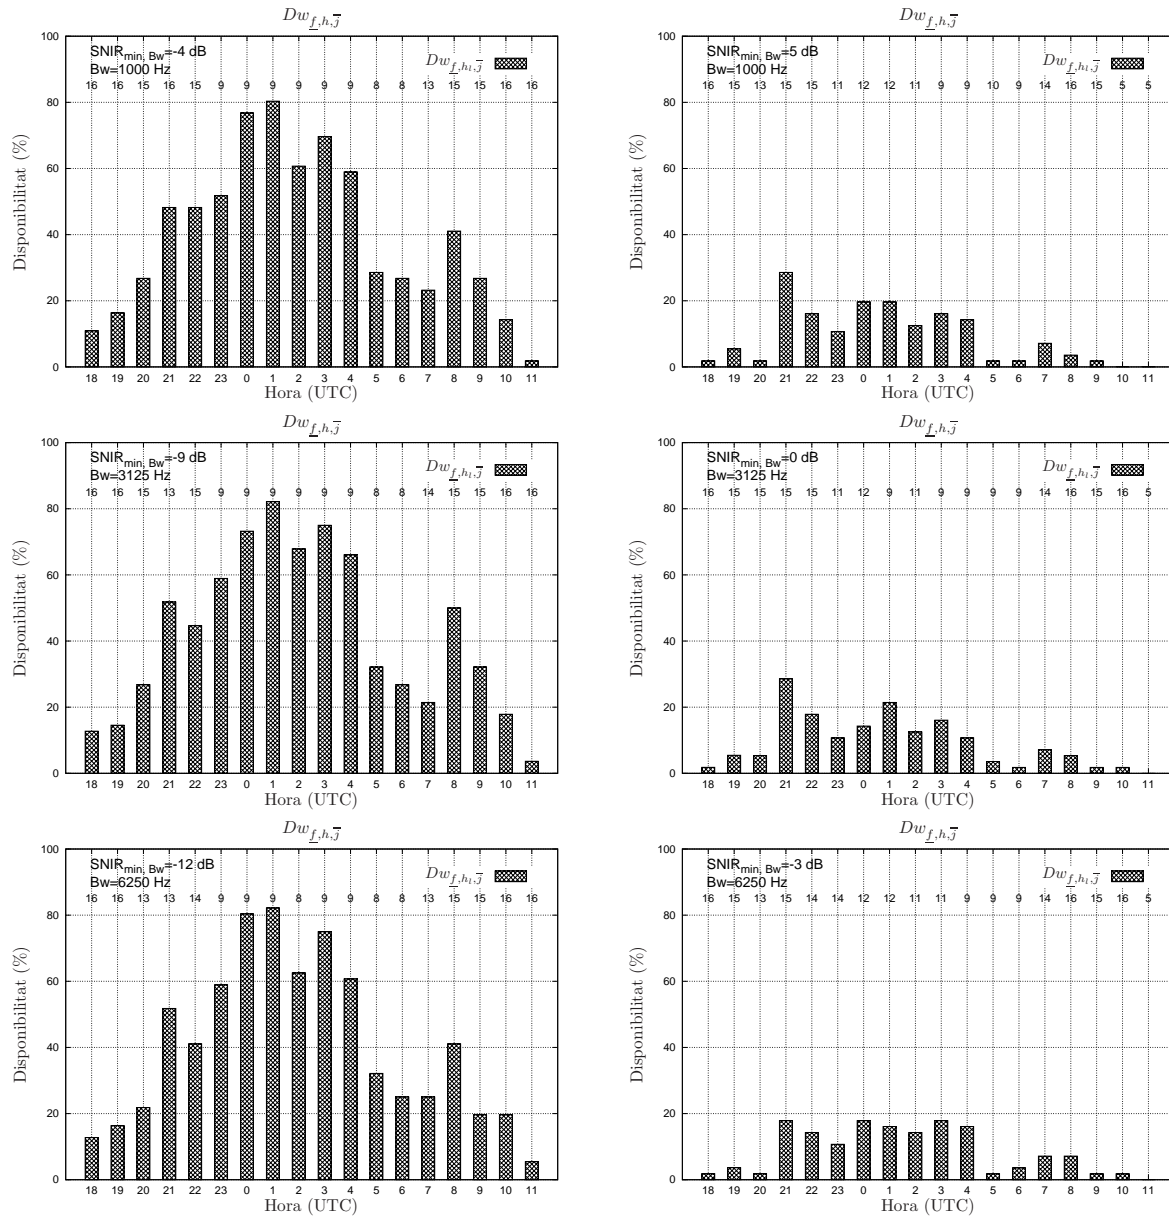 Dw_{f,h,j}
SNIR_{min, Bw}=-4 dB
Bw=1000 Hz
Dw_{f,h_l,j}
16 16 15 16 15 9 9 9 9 9 9 8 8 13 15 15 16 16
100
80
60
40
20
0
Disponibilitat (%)
18 19 20 21 22 23 0 1 2 3 4 5 6 7 8 9 10 11
Hora (UTC)
Dw_{f,h,j}
SNIR_{min, Bw}=5 dB
Bw=1000 Hz
Dw_{f,h_l,j}
16 15 13 15 15 11 12 12 11 9 9 10 9 14 16 15 5 5
100
80
60
40
20
0
Disponibilitat (%)
18 19 20 21 22 23 0 1 2 3 4 5 6 7 8 9 10 11
Hora (UTC)
Dw_{f,h,j}
SNIR_{min, Bw}=-9 dB
Bw=3125 Hz
Dw_{f,h_l,j}
16 16 15 13 15 9 9 9 9 9 9 8 8 14 15 15 16 16
100
80
60
40
20
0
Disponibilitat (%)
18 19 20 21 22 23 0 1 2 3 4 5 6 7 8 9 10 11
Hora (UTC)
Dw_{f,h,j}
SNIR_{min, Bw}=0 dB
Bw=3125 Hz
Dw_{f,h_l,j}
16 15 15 15 15 11 12 9 11 9 9 9 9 14 16 15 16 5
100
80
60
40
20
0
Disponibilitat (%)
18 19 20 21 22 23 0 1 2 3 4 5 6 7 8 9 10 11
Hora (UTC)
Dw_{f,h,j}
SNIR_{min, Bw}=-12 dB
Bw=6250 Hz
Dw_{f,h_l,j}
16 16 13 13 14 9 9 9 8 9 9 8 8 13 15 15 16 16
100
80
60
40
20
0
Disponibilitat (%)
18 19 20 21 22 23 0 1 2 3 4 5 6 7 8 9 10 11
Hora (UTC)
Dw_{f,h,j}
SNIR_{min, Bw}=-3 dB
Bw=6250 Hz
Dw_{f,h_l,j}
16 15 13 15 14 14 12 12 11 11 9 9 9 14 16 15 16 5
100
80
60
40
20
0
Disponibilitat (%)
18 19 20 21 22 23 0 1 2 3 4 5 6 7 8 9 10 11
Hora (UTC)